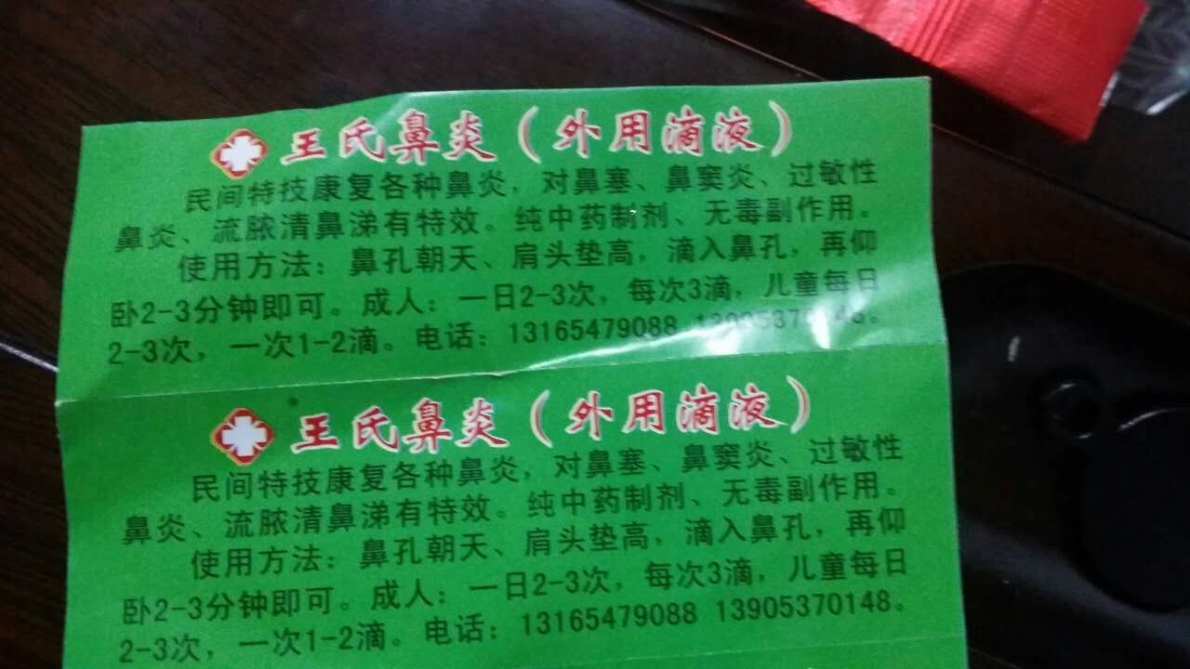 王氏鼻炎（外用滴液）
民间特技康复各种鼻炎，对鼻塞、鼻窦炎、过敏性
鼻炎、流脓清鼻涕有特效。纯中药制剂、无毒副作用。
使用方法：鼻孔朝天、肩头垫高，滴入鼻孔，再仰
卧2-3分钟即可。成人：一日2-3次，每次3滴，儿童每日
2-3次，一次1-2滴。电话：13165479088
王氏鼻炎（外用滴液）
民间特技康复各种鼻炎，对鼻塞、鼻窦炎、过敏性
鼻炎、流脓清鼻涕有特效。纯中药制剂、无毒副作用。
使用方法：鼻孔朝天、肩头垫高，滴入鼻孔，再仰
卧2-3分钟即可。成人：一日2-3次，每次3滴，儿童每日
2-3次，一次1-2滴。电话：13165479088 13905370148。